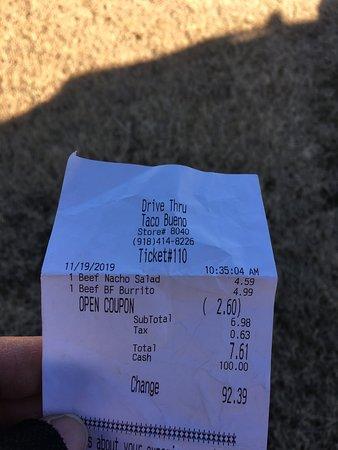 Drive Thru
Taco Bueno
Store# 8040
(918)414-8226
Ticket#110
11/19/2019 10:35:04 AM
1 Beef Nacho Salad 4.59
1 Beef BF Burrito 4.99
OPEN COUPON ( 2.60)
SubTotal 6.98
Tax 0.63
Total 7.61
Cash 100.00
Change 92.39
about your